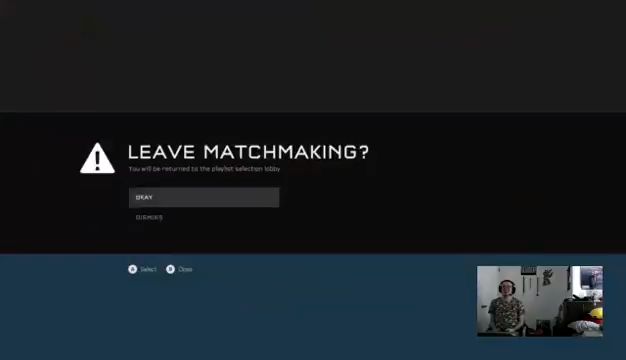 LEAVE MATCHMAKING?
You will be returned to the playlist selection lobby
OKAY
DISMISS
A Select B Close